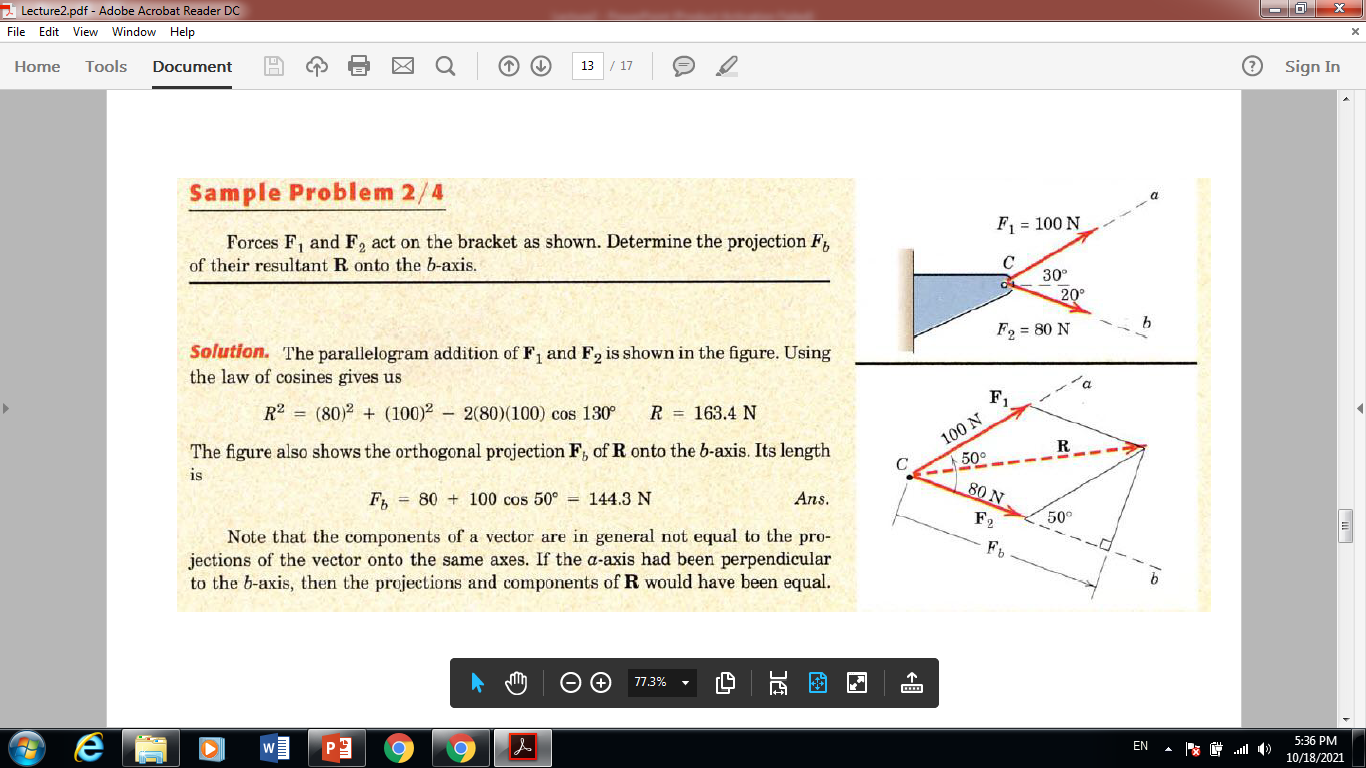 Lecture2.pdf - Adobe Acrobat Reader DC
File Edit View Window Help
Home Tools Document 13 / 17 Sign In
Sample Problem 2/4
Forces F₁ and F₂ act on the bracket as shown. Determine the projection F_b
of their resultant R onto the b-axis.
Solution. The parallelogram addition of F₁ and F₂ is shown in the figure. Using
the law of cosines gives us
R² = (80)² + (100)² − 2(80)(100) cos 130° R = 163.4 N
The figure also shows the orthogonal projection F_b of R onto the b-axis. Its length
is
F_b = 80 + 100 cos 50° = 144.3 N Ans.
Note that the components of a vector are in general not equal to the pro-
jections of the vector onto the same axes. If the a-axis had been perpendicular
to the b-axis, then the projections and components of R would have been equal.
a
F₁ = 100 N
C
30°
20°
b
F₂ = 80 N
a
F₁
100 N
R
C
50°
80 N
F₂
50°
F_b
b
77.3%
EN
5:36 PM
10/18/2021